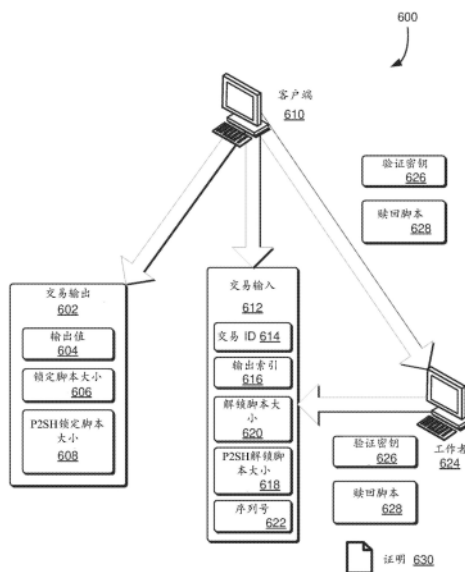 600
客户端
610
验证密钥
626
赎回脚本
628
交易输出
602
输出值
604
锁定脚本大小
606
P2SH锁定脚本
大小
608
交易输入
612
交易 ID 614
输出索引
616
解锁脚本大
小
620
P2SH解锁脚
本大小
618
序列号
622
工作者
624
验证密钥
626
赎回脚本
628
证明 630